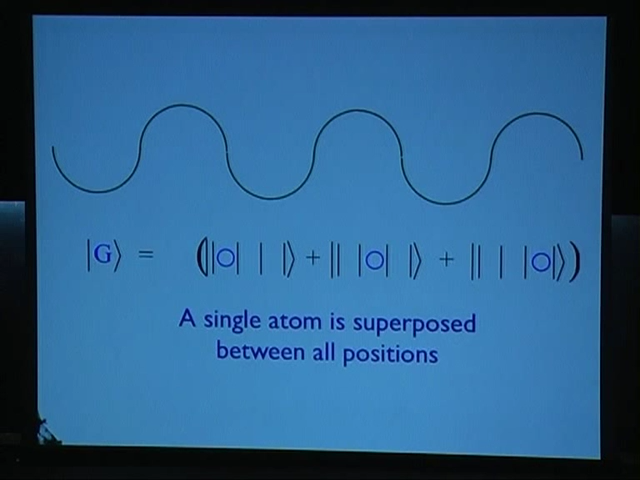 |G⟩ = (||○| | |⟩ + || |○| |⟩ + || | |○|⟩)
A single atom is superposed
between all positions